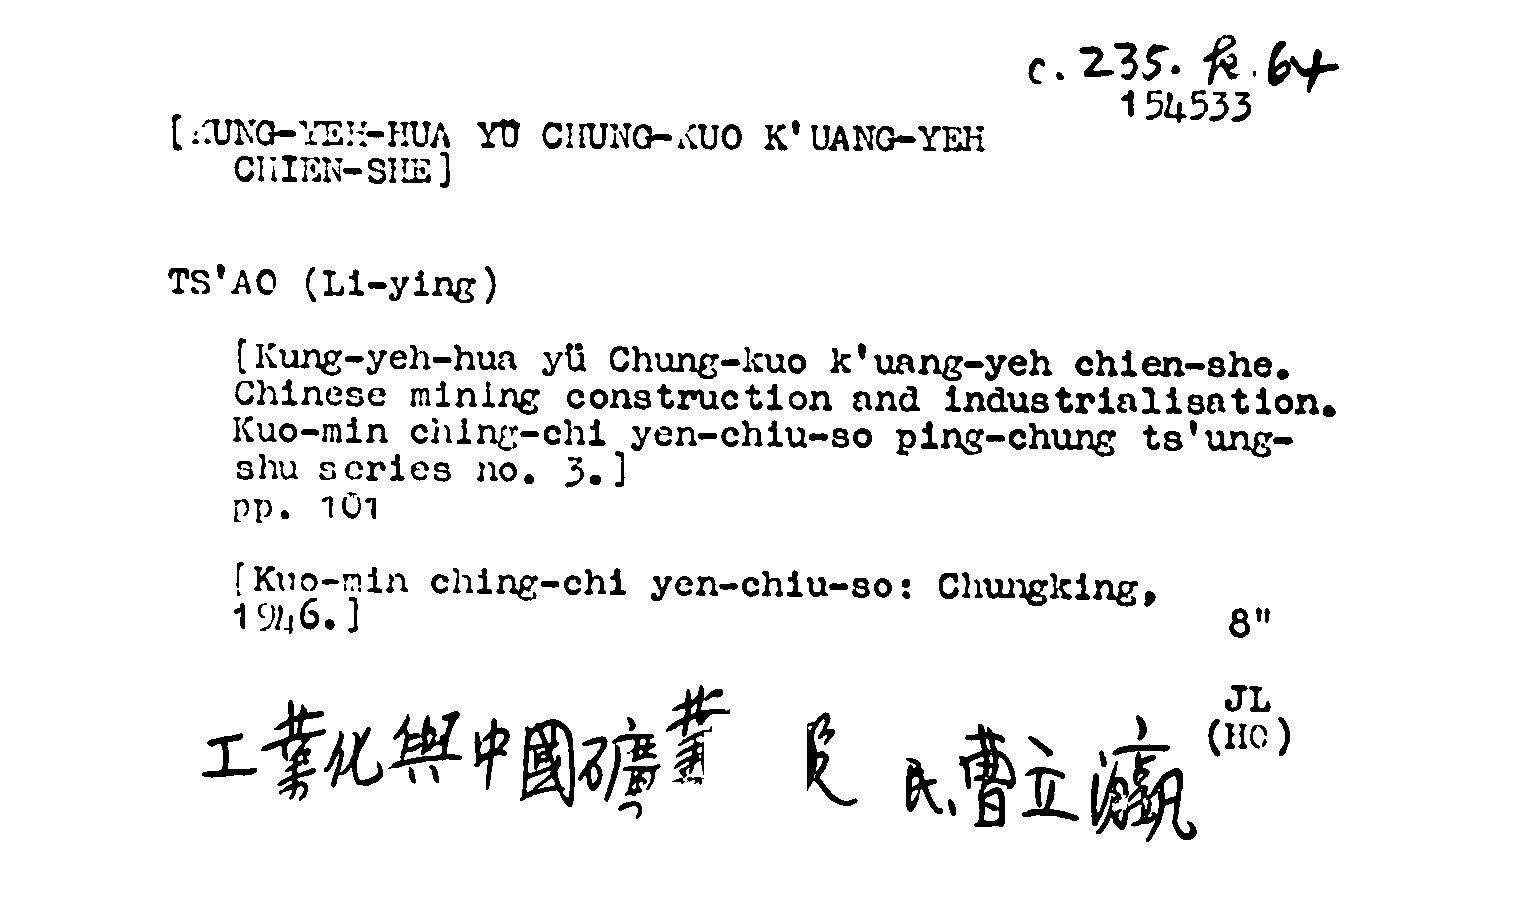 c. 235. k. 64
154533
[KUNG-YEH-HUA YÜ CHUNG-KUO K'UANG-YEH
CHIEN-SHE]
TS'AO (Li-ying)
[Kung-yeh-hua yü Chung-kuo k'uang-yeh chien-she.
Chinese mining construction and industrialisation.
Kuo-min ching-chi yen-chiu-so ping-chung ts'ung-
shu series no. 3.]
pp. 101
[Kuo-min ching-chi yen-chiu-so: Chungking,
1946.]
8"
JL
(HC)
工業化與中國礦業 民 曹立瀛